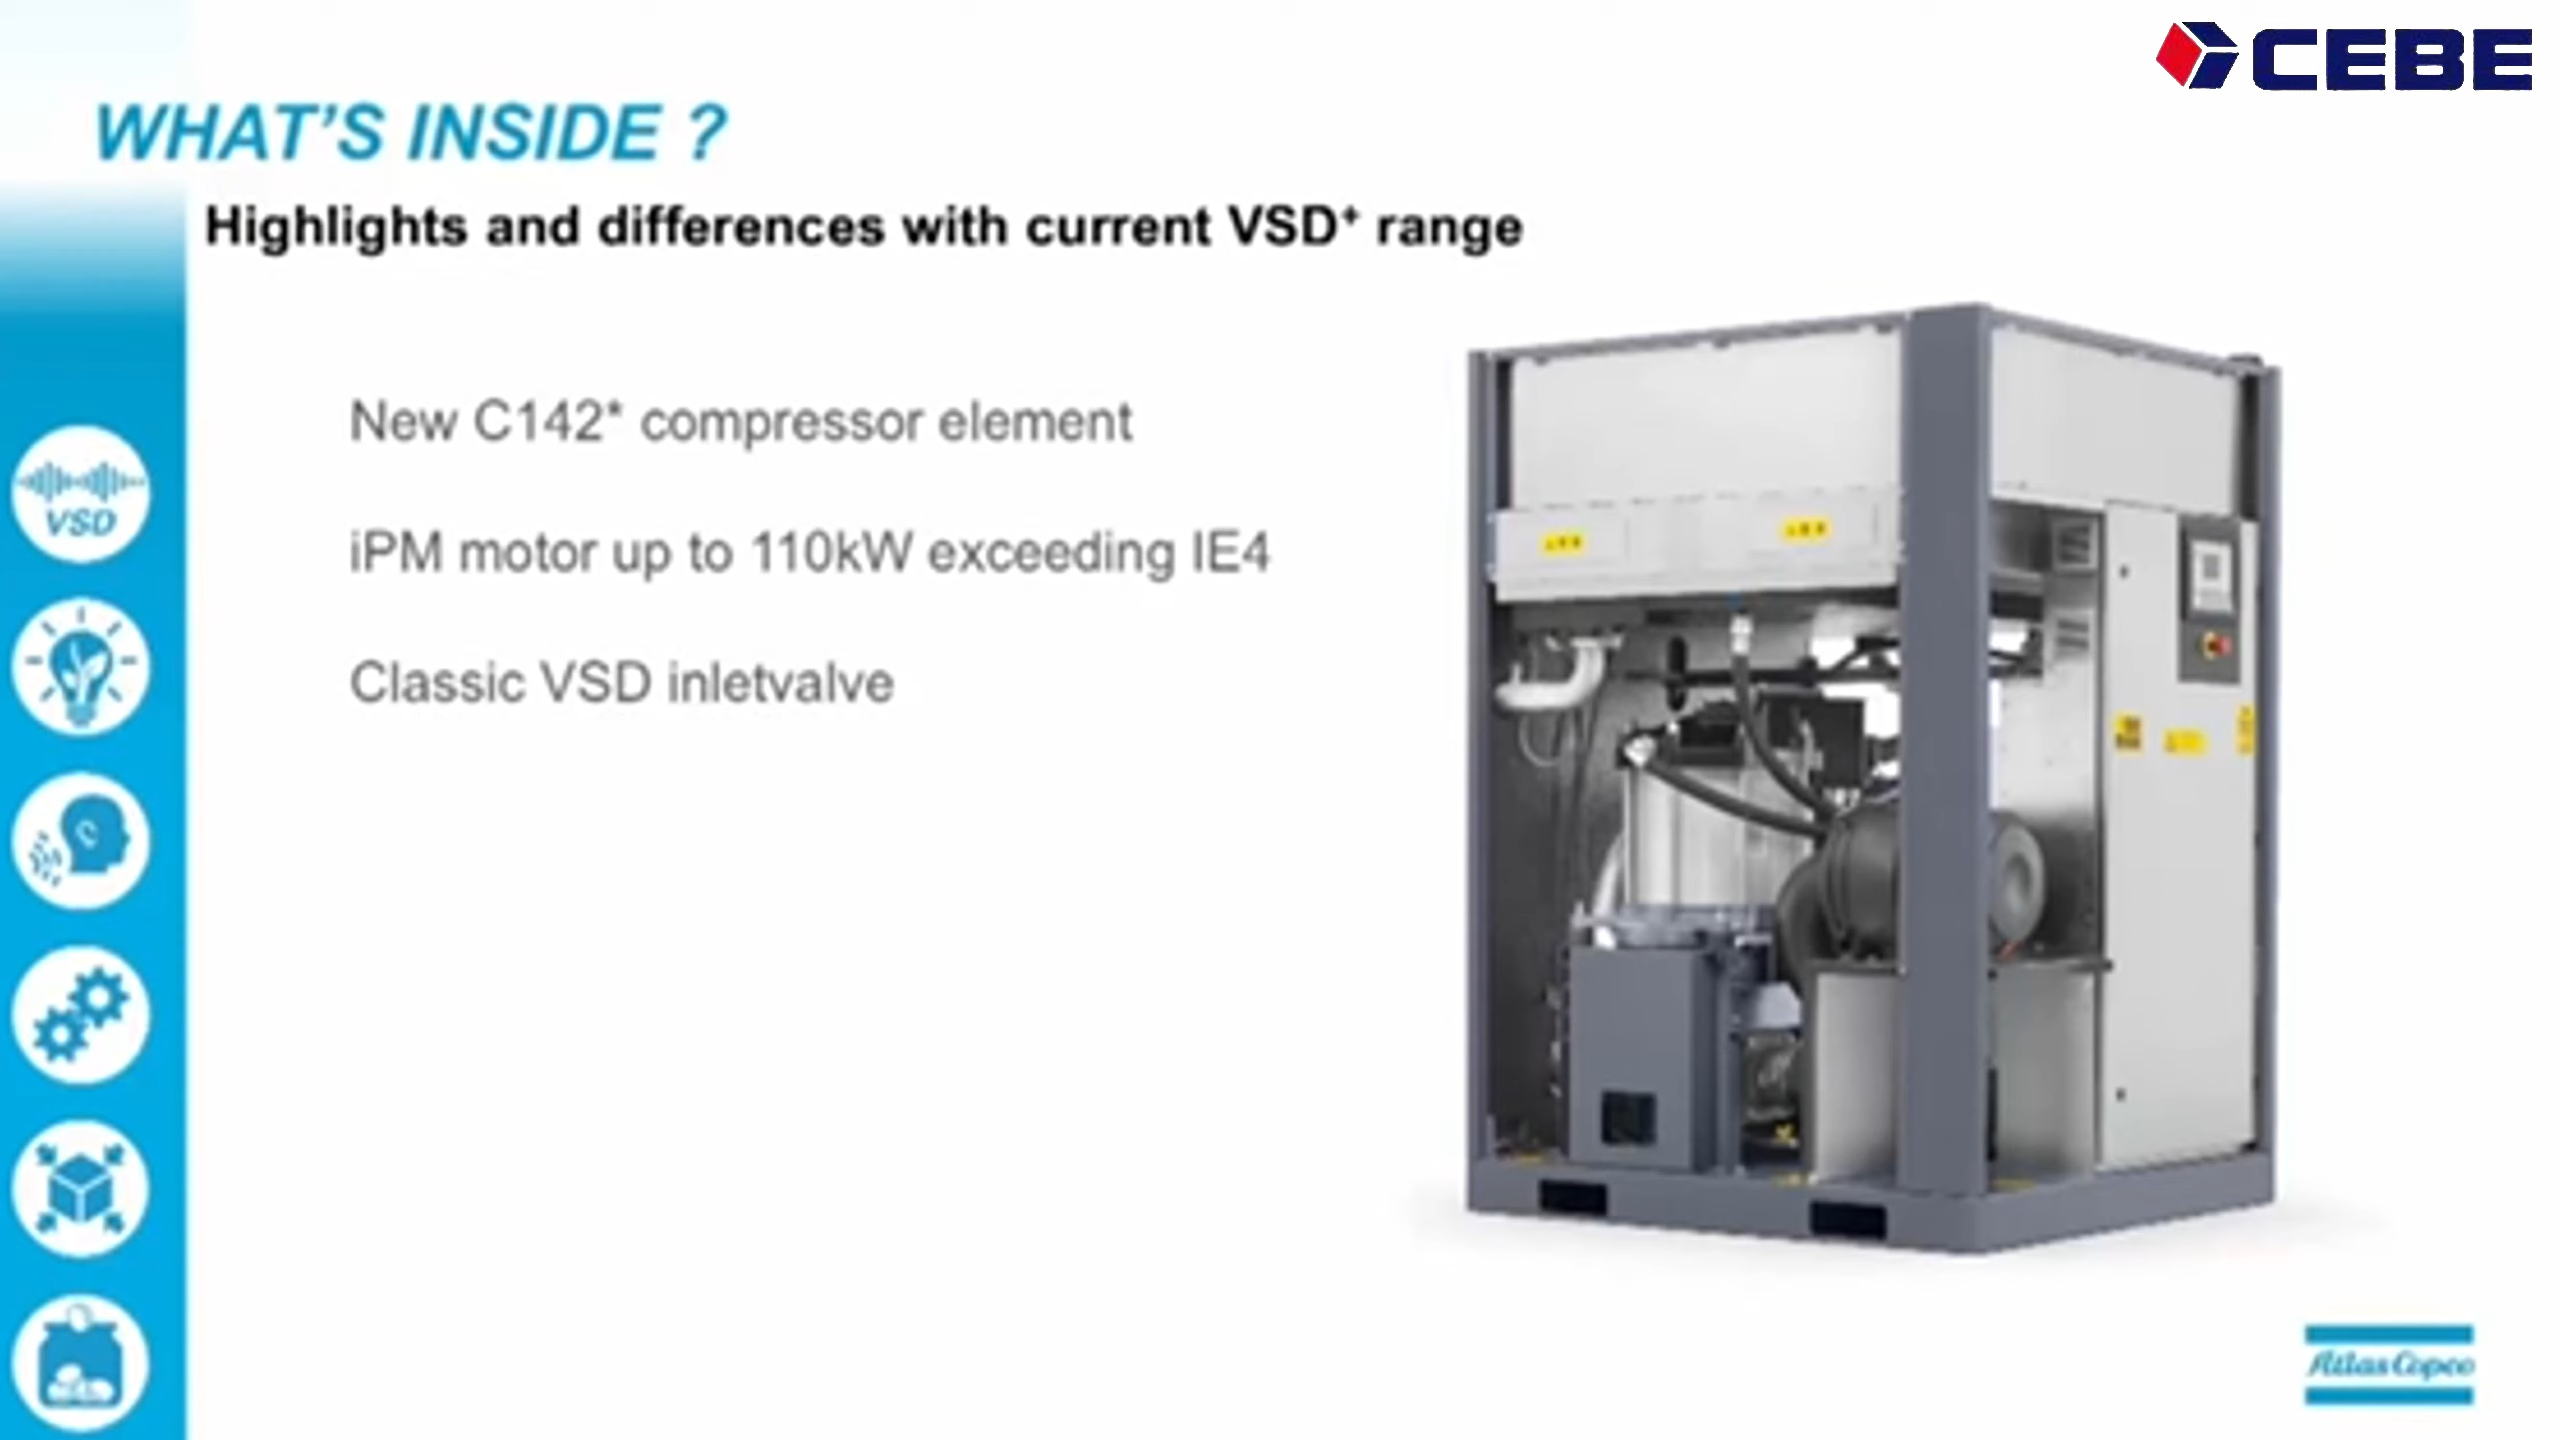 CEBE
WHAT'S INSIDE ?
Highlights and differences with current VSD+ range
New C142* compressor element
iPM motor up to 110kW exceeding IE4
Classic VSD inletvalve
VSD
Atlas Copco